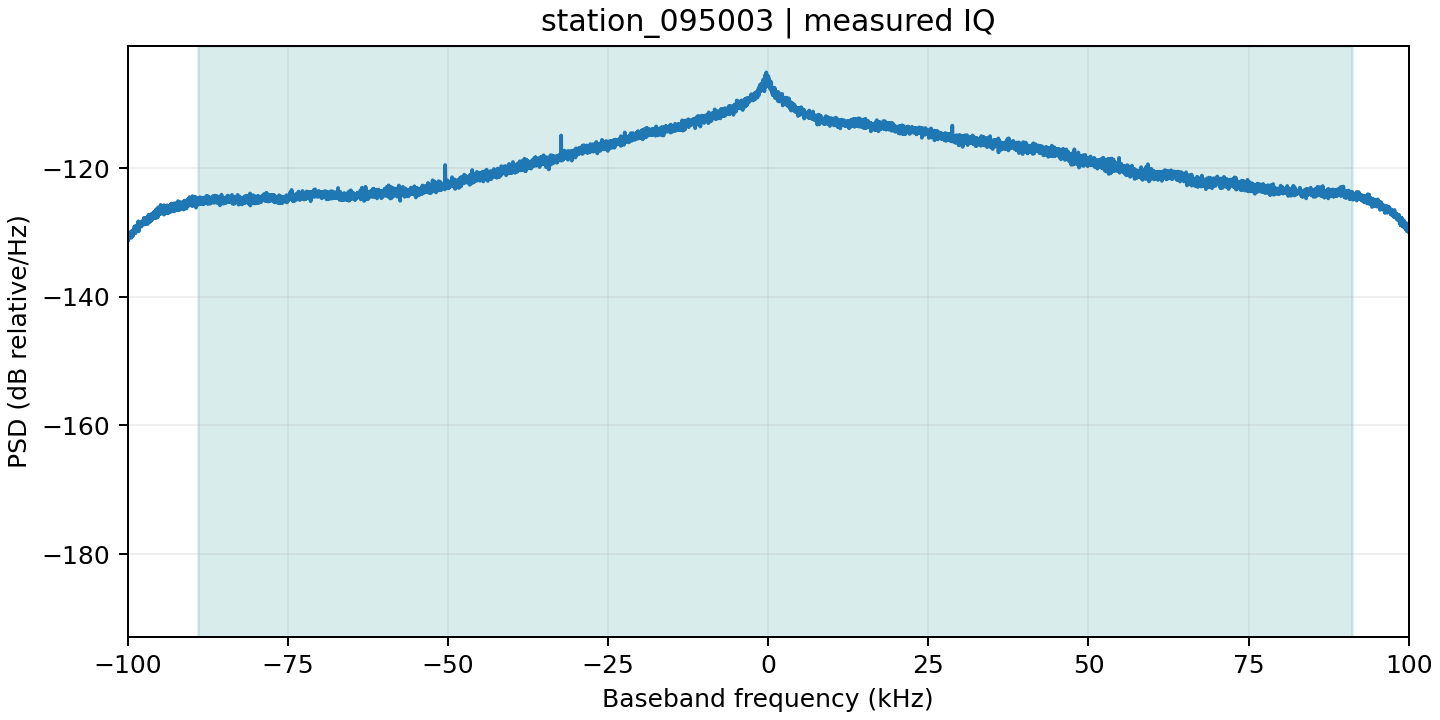 station_095003 | measured IQ
PSD (dB relative/Hz)
−120
−140
−160
−180
−100 −75 −50 −25 0 25 50 75 100
Baseband frequency (kHz)